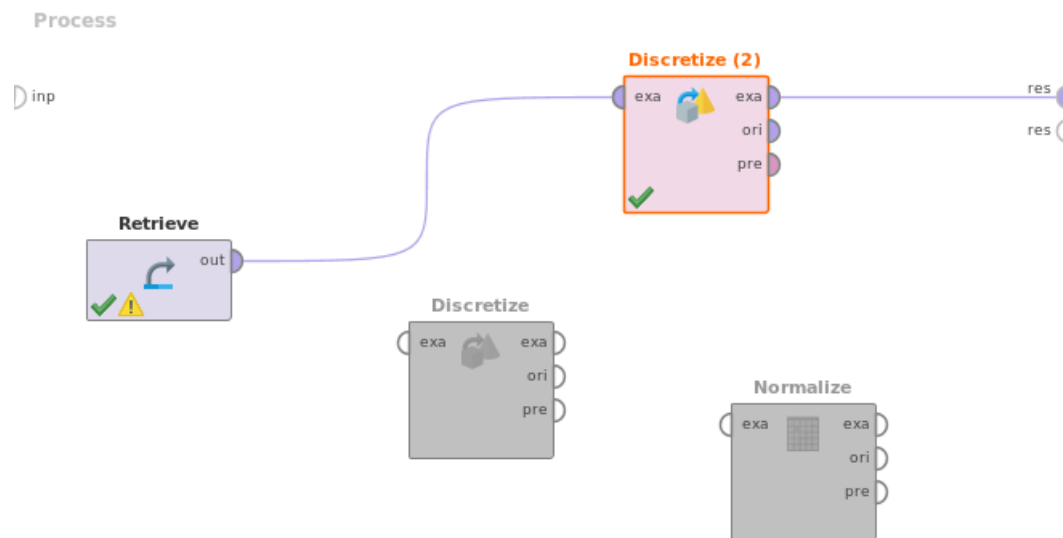 Process
inp
Discretize (2)
exa
exa
ori
pre
res
res
Retrieve
out
Discretize
exa
exa
ori
pre
Normalize
exa
exa
ori
pre